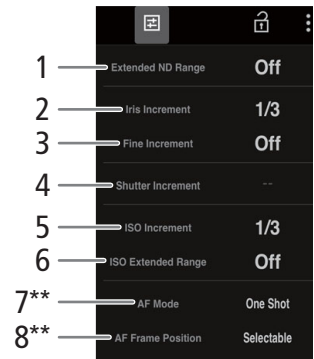 1 Extended ND Range Off
2 Iris Increment 1/3
3 Fine Increment Off
4 Shutter Increment --
5 ISO Increment 1/3
6 ISO Extended Range Off
7** AF Mode One Shot
8** AF Frame Position Selectable